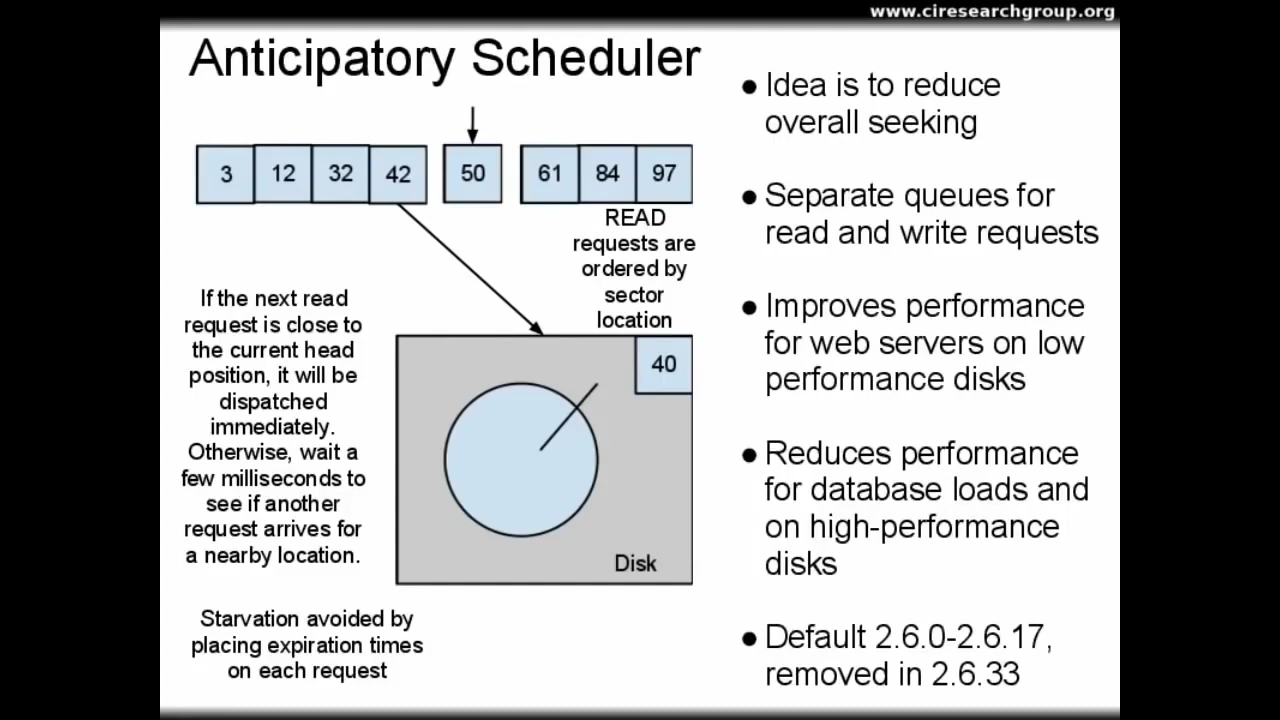 www.ciresearchgroup.org
Anticipatory Scheduler
3 12 32 42 50 61 84 97
READ
requests are
ordered by
sector
location
If the next read
request is close to
the current head
position, it will be
dispatched
immediately.
Otherwise, wait a
few milliseconds to
see if another
request arrives for
a nearby location.
40
Disk
Starvation avoided by
placing expiration times
on each request
● Idea is to reduce
overall seeking
● Separate queues for
read and write requests
● Improves performance
for web servers on low
performance disks
● Reduces performance
for database loads and
on high-performance
disks
● Default 2.6.0-2.6.17,
removed in 2.6.33